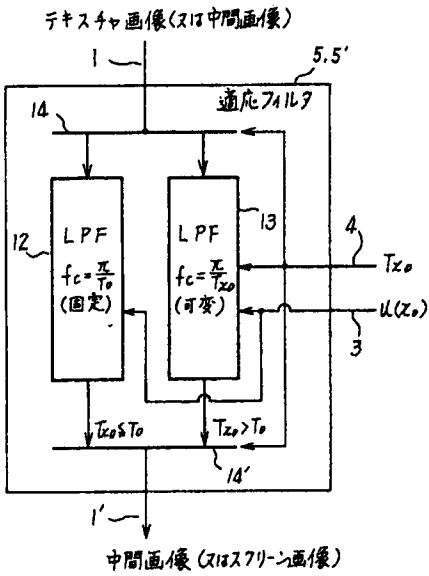 テキスチャ画像(又は中間画像)
1
5,5'
適応フィルタ
14
12
LPF
fc=π/T₀
(固定)
13
LPF
fc=π/Tx₀
(可変)
4
Tx₀
u(x₀)
3
Tx₀≦T₀
Tx₀>T₀
14'
1'
中間画像(又はスクリーン画像)